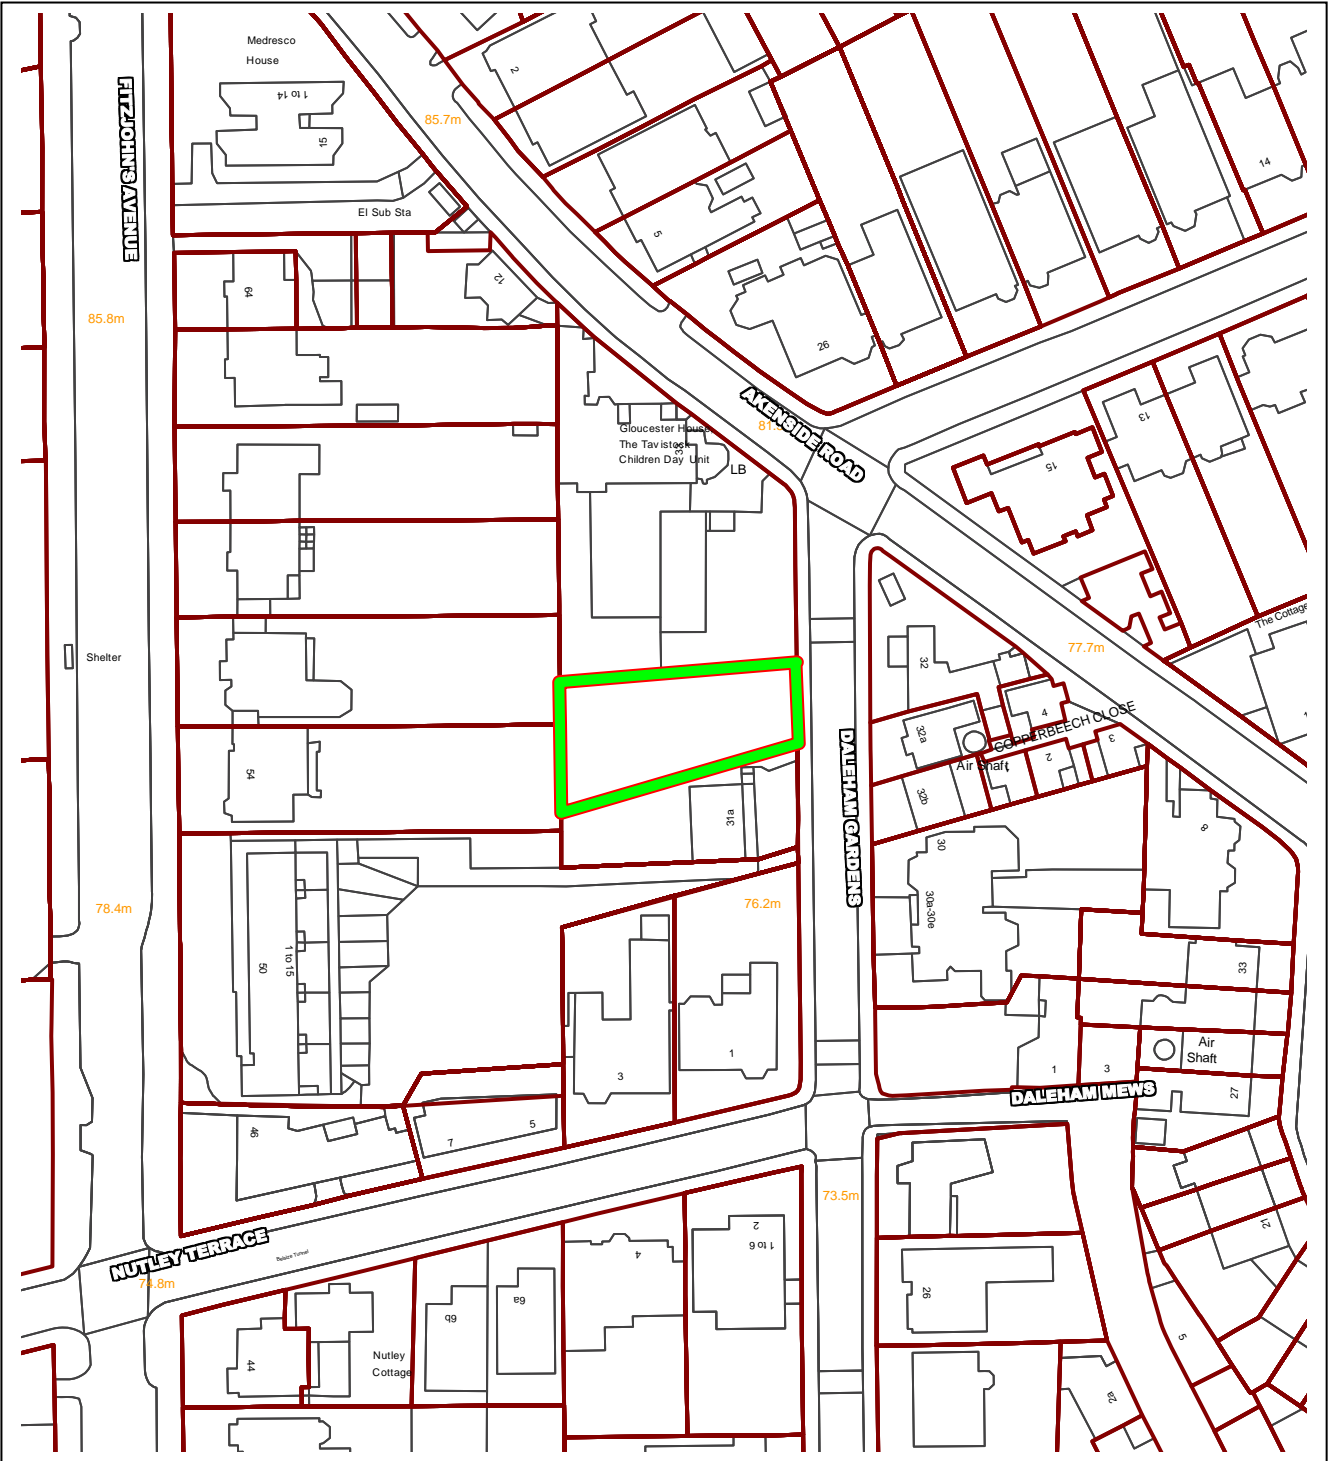 Medresco
House
1 to 14
15
FITZJOHN'S AVENUE
85.7m
2
14
El Sub Sta
5
64
12
85.8m
26
AKENSIDE ROAD
Gloucester House
The Tavistock
Children Day Unit
33
LB
13
15
The Cottage
Shelter
77.7m
32
4
COPPERBEECH CLOSE
32a
Air Shaft
1
2
3
32b
54
DALEHAM GARDENS
31a
8
30
30a-30e
78.4m
76.2m
50
1 to 15
33
Air
Shaft
1
3
1
3
DALEHAM MEWS
27
46
7
5
73.5m
21
NUTLEY TERRACE
Belsize Tunnel
2
1 to 6
4
26
6b
6a
5
44
Nutley
Cottage
2a